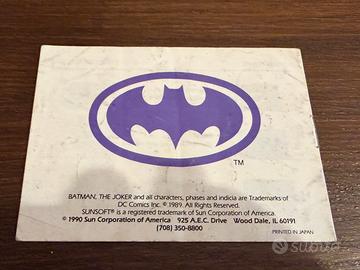 TM
BATMAN, THE JOKER and all characters, phases and indicia are Trademarks of
DC Comics Inc. © 1989. All Rights Reserved.
SUNSOFT® is a registered trademark of Sun Corporation of America.
© 1990 Sun Corporation of America 925 A.E.C. Drive Wood Dale, IL 60191
(708) 350-8800
PRINTED IN JAPAN
subito